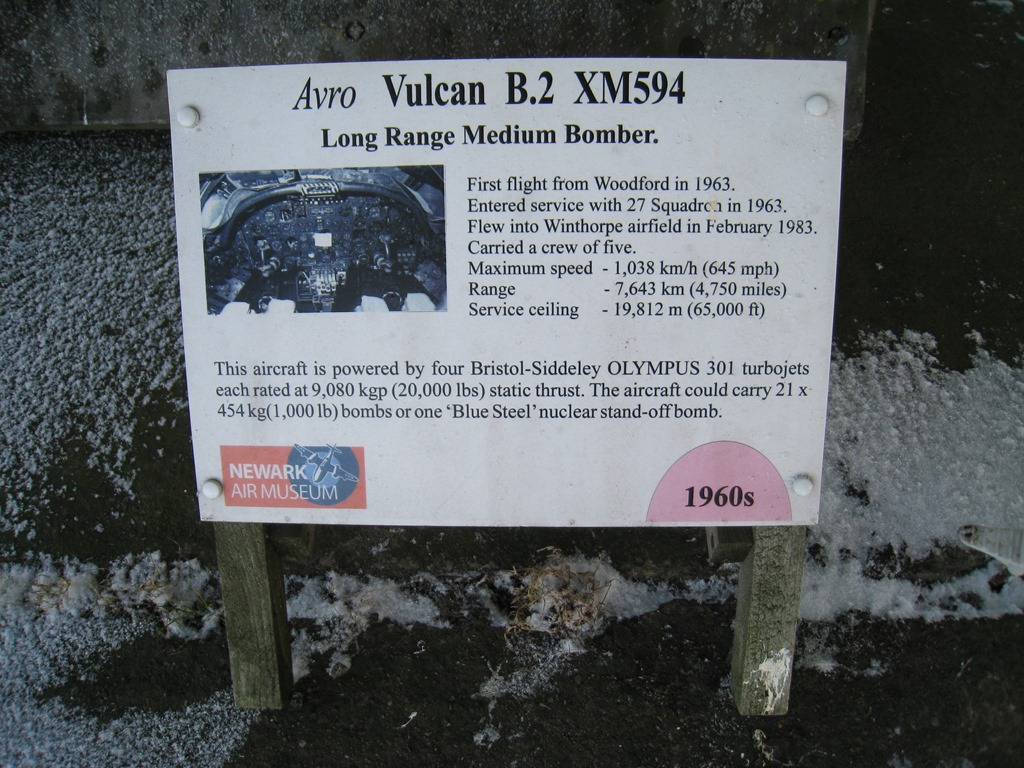 Avro Vulcan B.2 XM594
Long Range Medium Bomber.
First flight from Woodford in 1963.
Entered service with 27 Squadron in 1963.
Flew into Winthorpe airfield in February 1983.
Carried a crew of five.
Maximum speed - 1,038 km/h (645 mph)
Range - 7,643 km (4,750 miles)
Service ceiling - 19,812 m (65,000 ft)
This aircraft is powered by four Bristol-Siddeley OLYMPUS 301 turbojets
each rated at 9,080 kgp (20,000 lbs) static thrust. The aircraft could carry 21 x
454 kg(1,000 lb) bombs or one ‘Blue Steel’ nuclear stand-off bomb.
NEWARK
AIR MUSEUM
1960s